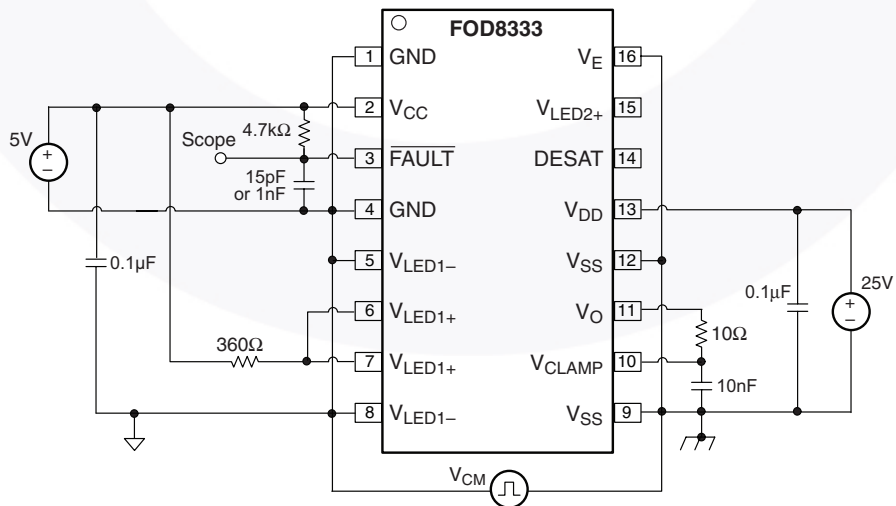 FOD8333
1 GND
VE 16
2 VCC
VLED2+ 15
5V
+
−
4.7kΩ
Scope
3 FAULT
DESAT 14
15pF
or 1nF
4 GND
VDD 13
0.1µF
5 VLED1−
VSS 12
0.1µF
25V
+
−
6 VLED1+
VO 11
10Ω
360Ω
7 VLED1+
VCLAMP 10
10nF
8 VLED1−
VSS 9
VCM